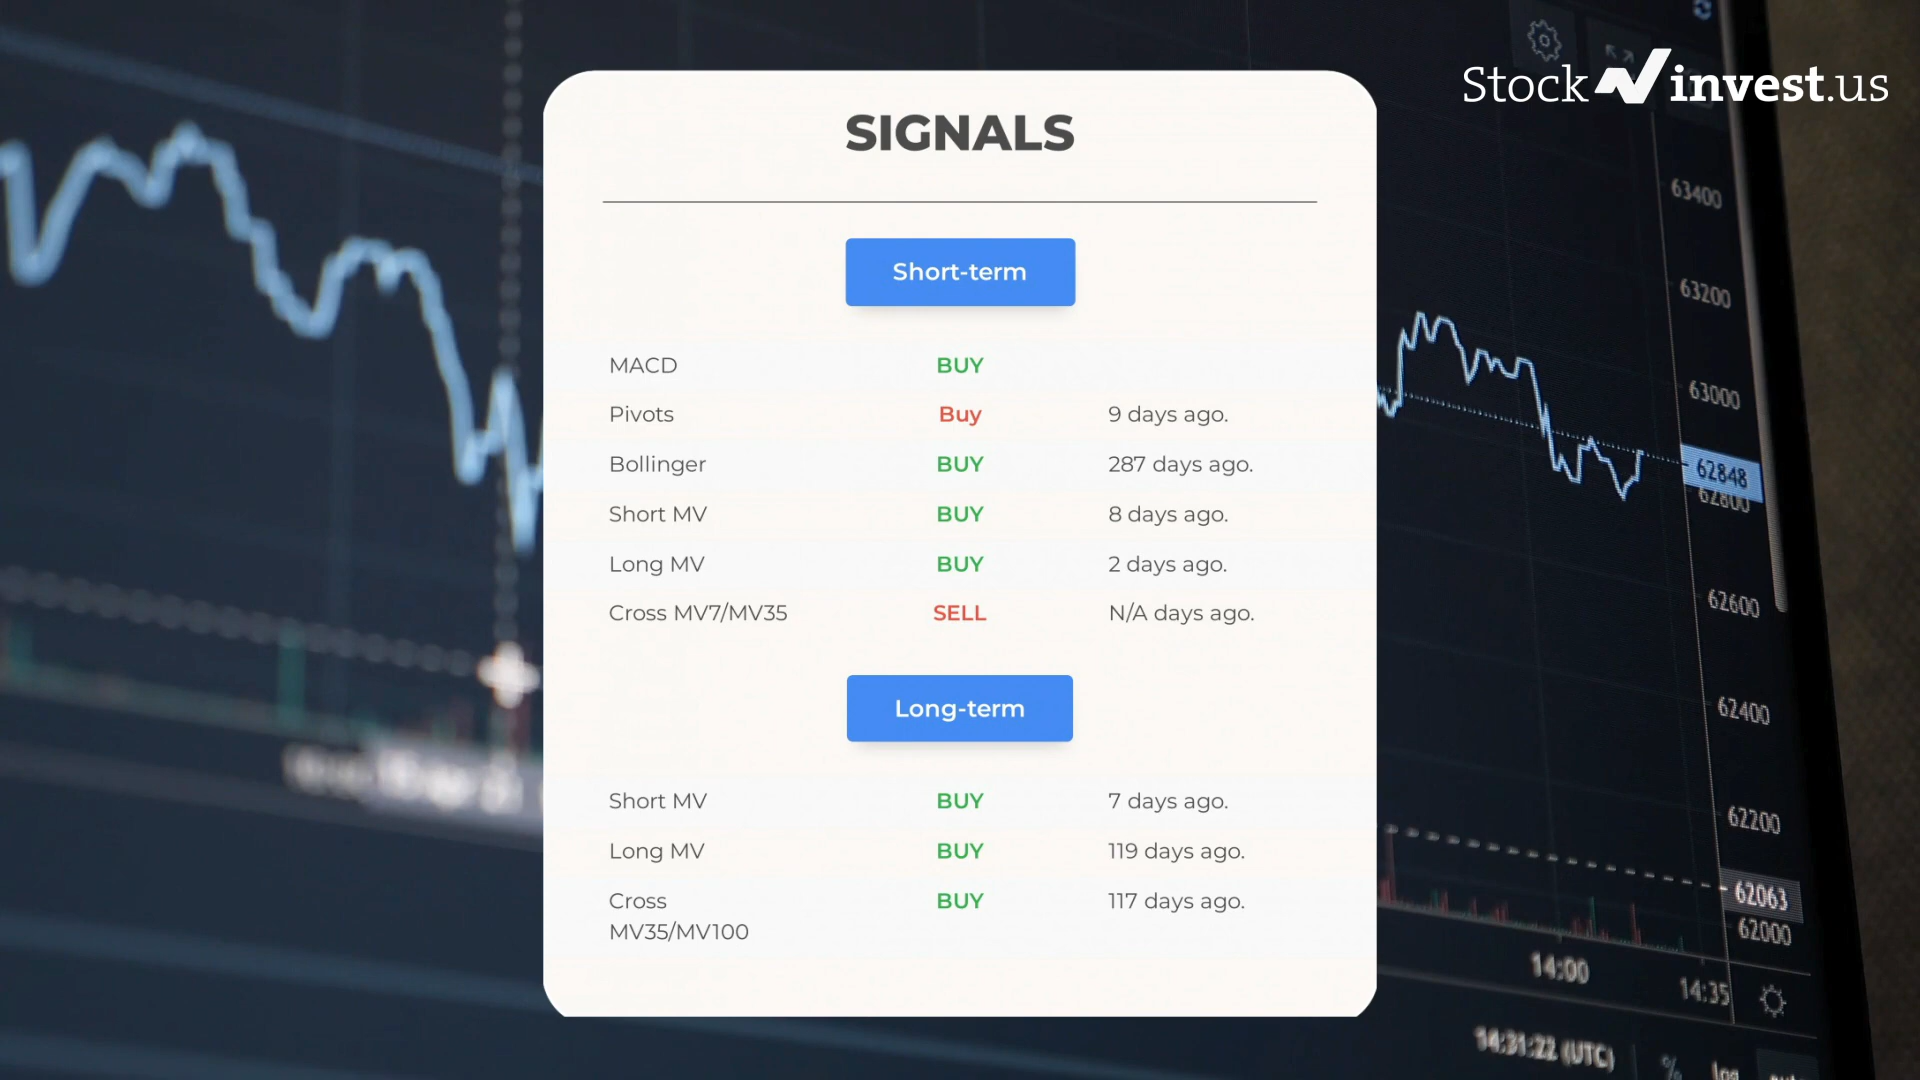 Stock invest.us
SIGNALS
Short-term
MACD BUY
Pivots Buy 9 days ago.
Bollinger BUY 287 days ago.
Short MV BUY 8 days ago.
Long MV BUY 2 days ago.
Cross MV7/MV35 SELL N/A days ago.
Long-term
Short MV BUY 7 days ago.
Long MV BUY 119 days ago.
Cross BUY 117 days ago.
MV35/MV100
63400
63200
63000
62848
62800
62600
62400
62200
62063
62000
14:00
14:35
14:31:22 (UTC)
%
log